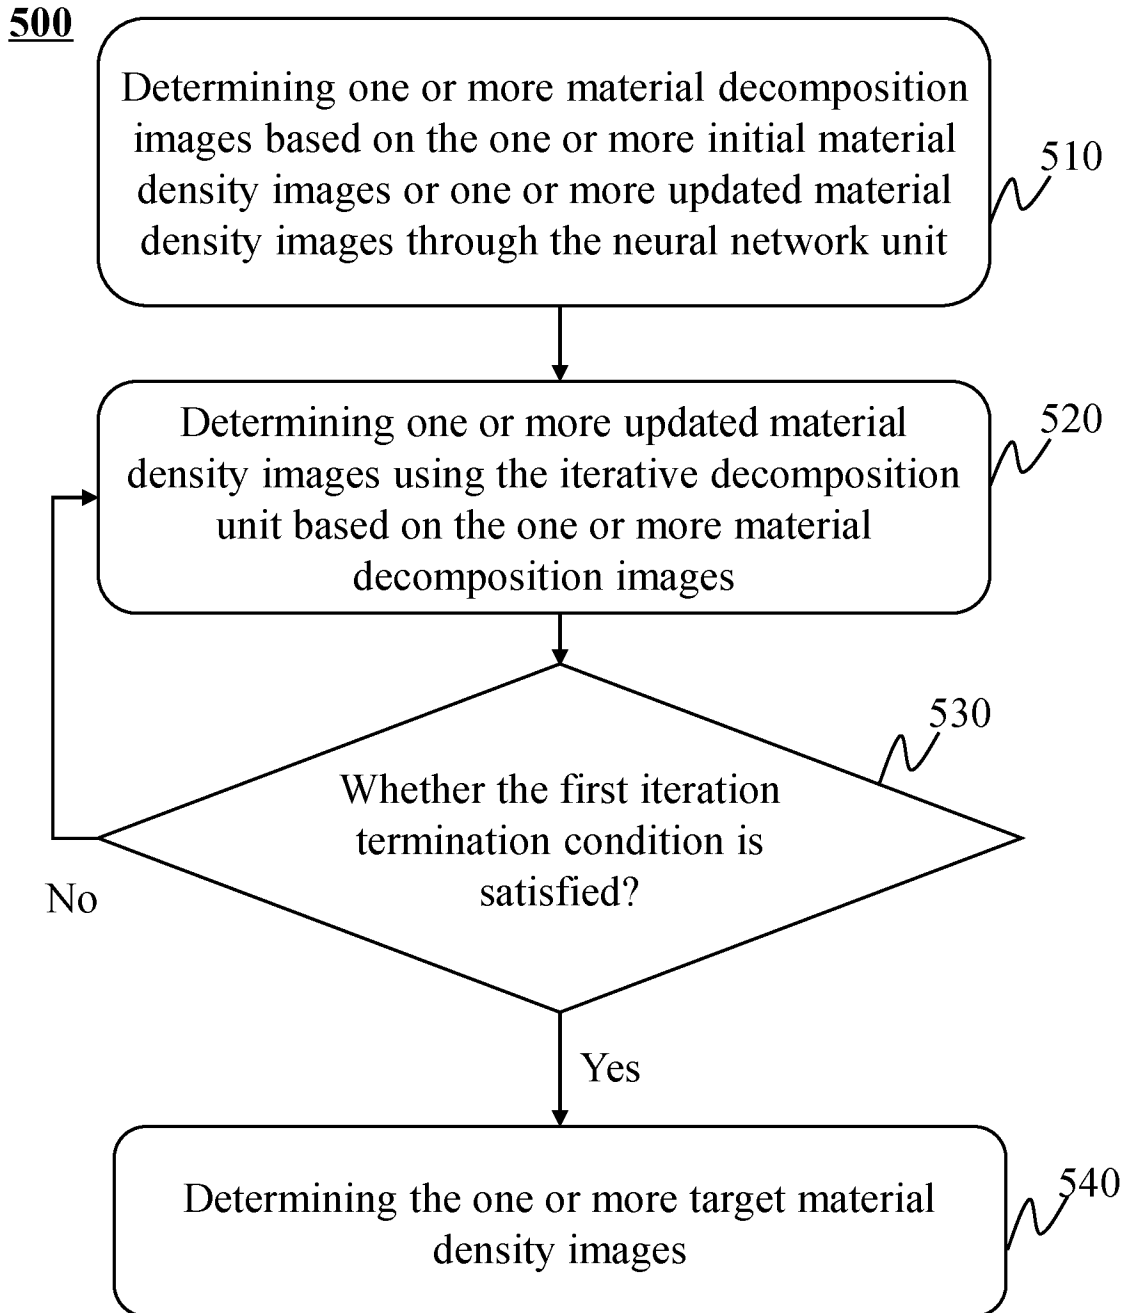 500
Determining one or more material decomposition
images based on the one or more initial material
density images or one or more updated material
density images through the neural network unit
510
Determining one or more updated material
density images using the iterative decomposition
unit based on the one or more material
decomposition images
520
Whether the first iteration
termination condition is
satisfied?
530
No
Yes
Determining the one or more target material
density images
540